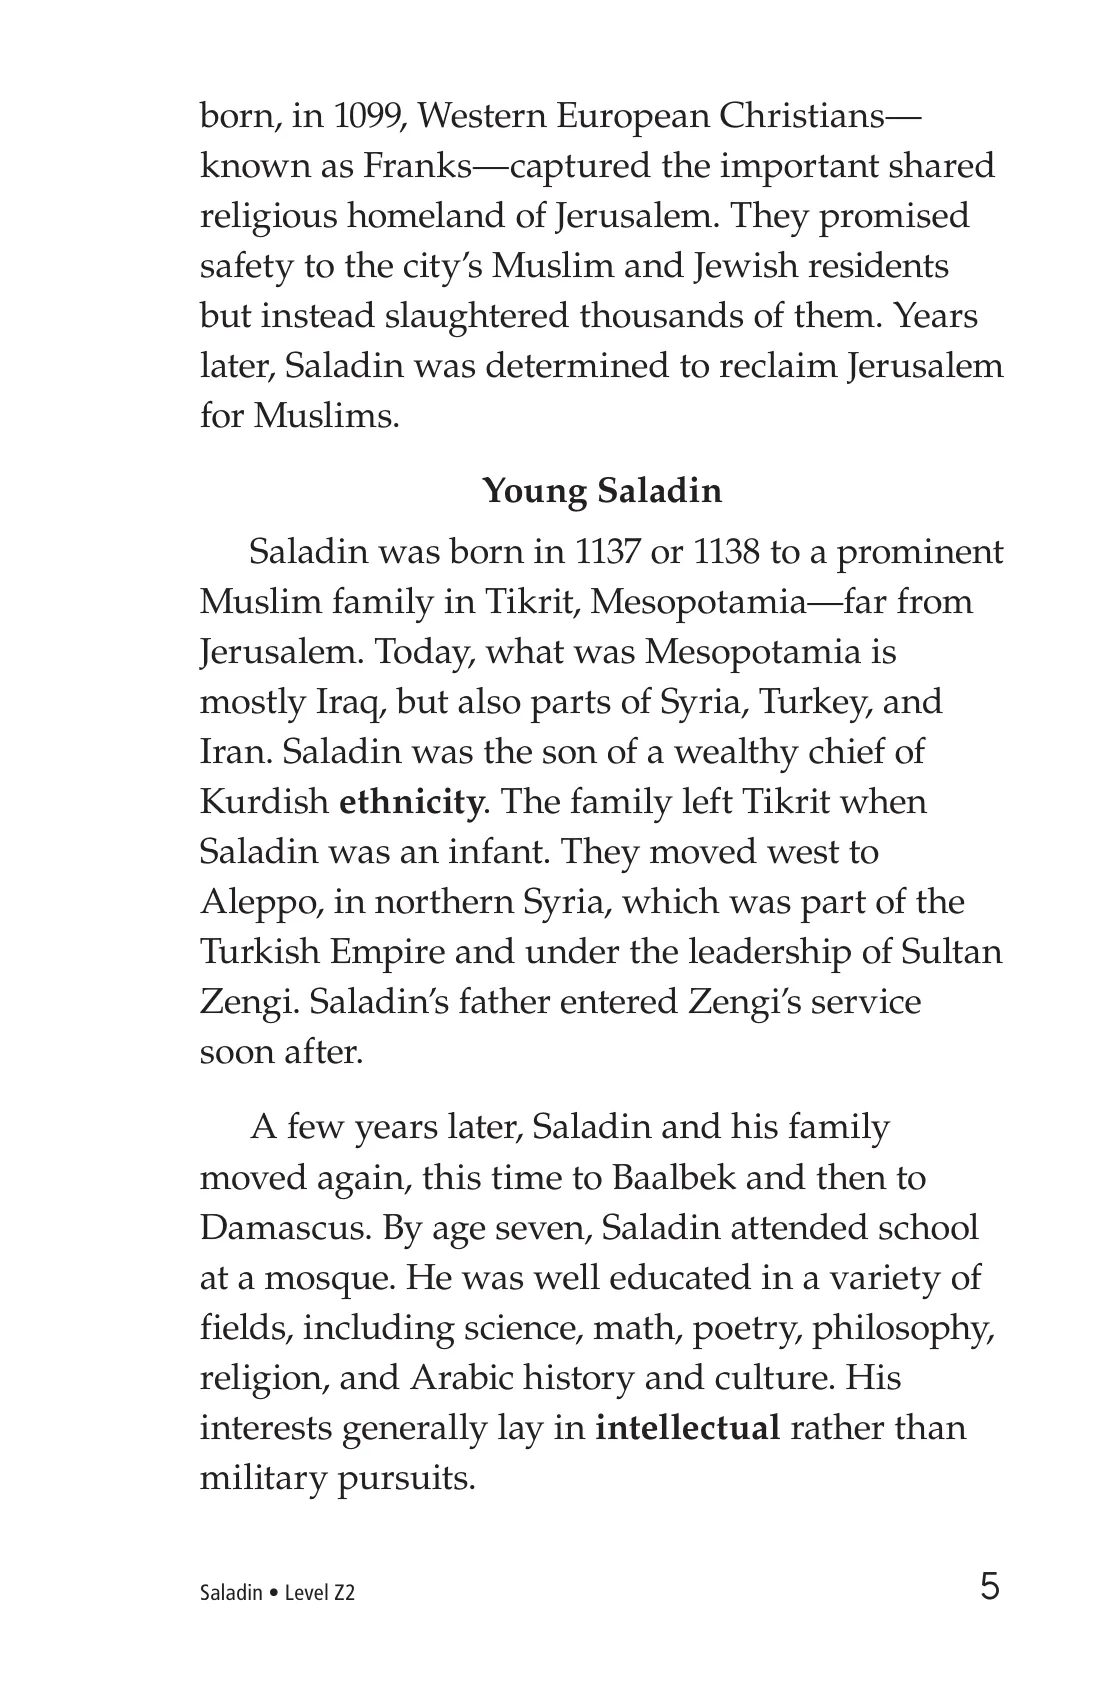 born, in 1099, Western European Christians—
known as Franks—captured the important shared
religious homeland of Jerusalem. They promised
safety to the city’s Muslim and Jewish residents
but instead slaughtered thousands of them. Years
later, Saladin was determined to reclaim Jerusalem
for Muslims.
Young Saladin
Saladin was born in 1137 or 1138 to a prominent
Muslim family in Tikrit, Mesopotamia—far from
Jerusalem. Today, what was Mesopotamia is
mostly Iraq, but also parts of Syria, Turkey, and
Iran. Saladin was the son of a wealthy chief of
Kurdish ethnicity. The family left Tikrit when
Saladin was an infant. They moved west to
Aleppo, in northern Syria, which was part of the
Turkish Empire and under the leadership of Sultan
Zengi. Saladin’s father entered Zengi’s service
soon after.
A few years later, Saladin and his family
moved again, this time to Baalbek and then to
Damascus. By age seven, Saladin attended school
at a mosque. He was well educated in a variety of
fields, including science, math, poetry, philosophy,
religion, and Arabic history and culture. His
interests generally lay in intellectual rather than
military pursuits.
Saladin • Level Z2 5